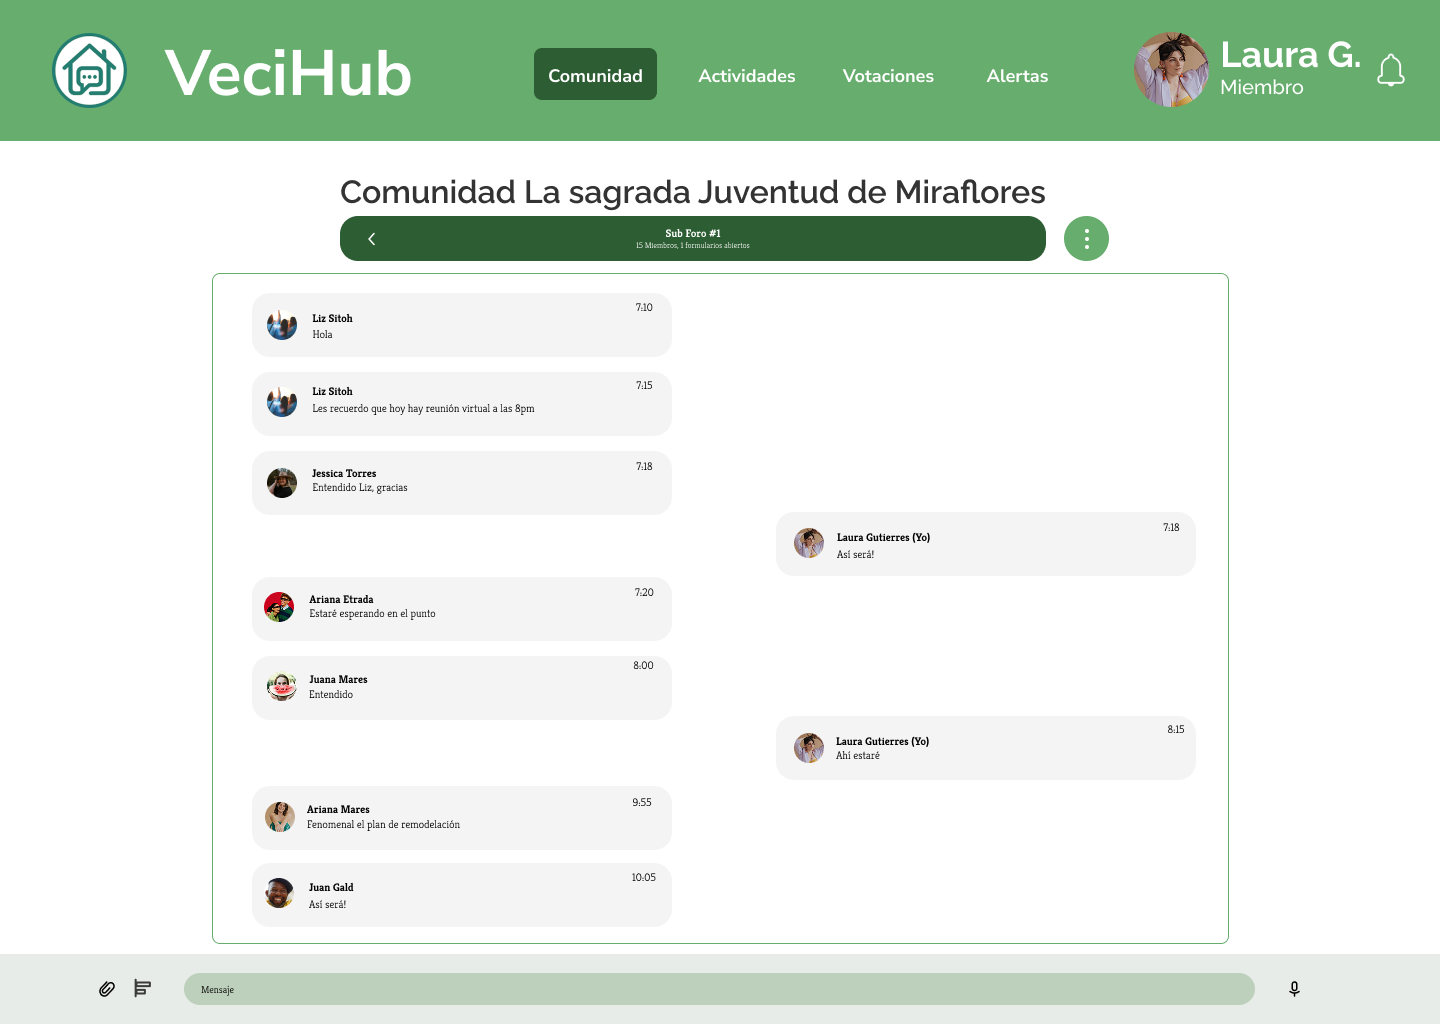 VeciHub
Comunidad
Actividades
Votaciones
Alertas
Laura G.
Miembro
Comunidad La sagrada Juventud de Miraflores
Sub Foro #1
15 Miembros, 1 formularios abiertos
7:10
Liz Sitoh
Hola
7:15
Liz Sitoh
Les recuerdo que hoy hay reunión virtual a las 8pm
7:18
Jessica Torres
Entendido Liz, gracias
7:18
Laura Gutierres (Yo)
Así será!
7:20
Ariana Etrada
Estaré esperando en el punto
8:00
Juana Mares
Entendido
8:15
Laura Gutierres (Yo)
Ahí estaré
9:55
Ariana Mares
Fenomenal el plan de remodelación
10:05
Juan Gald
Así será!
Mensaje